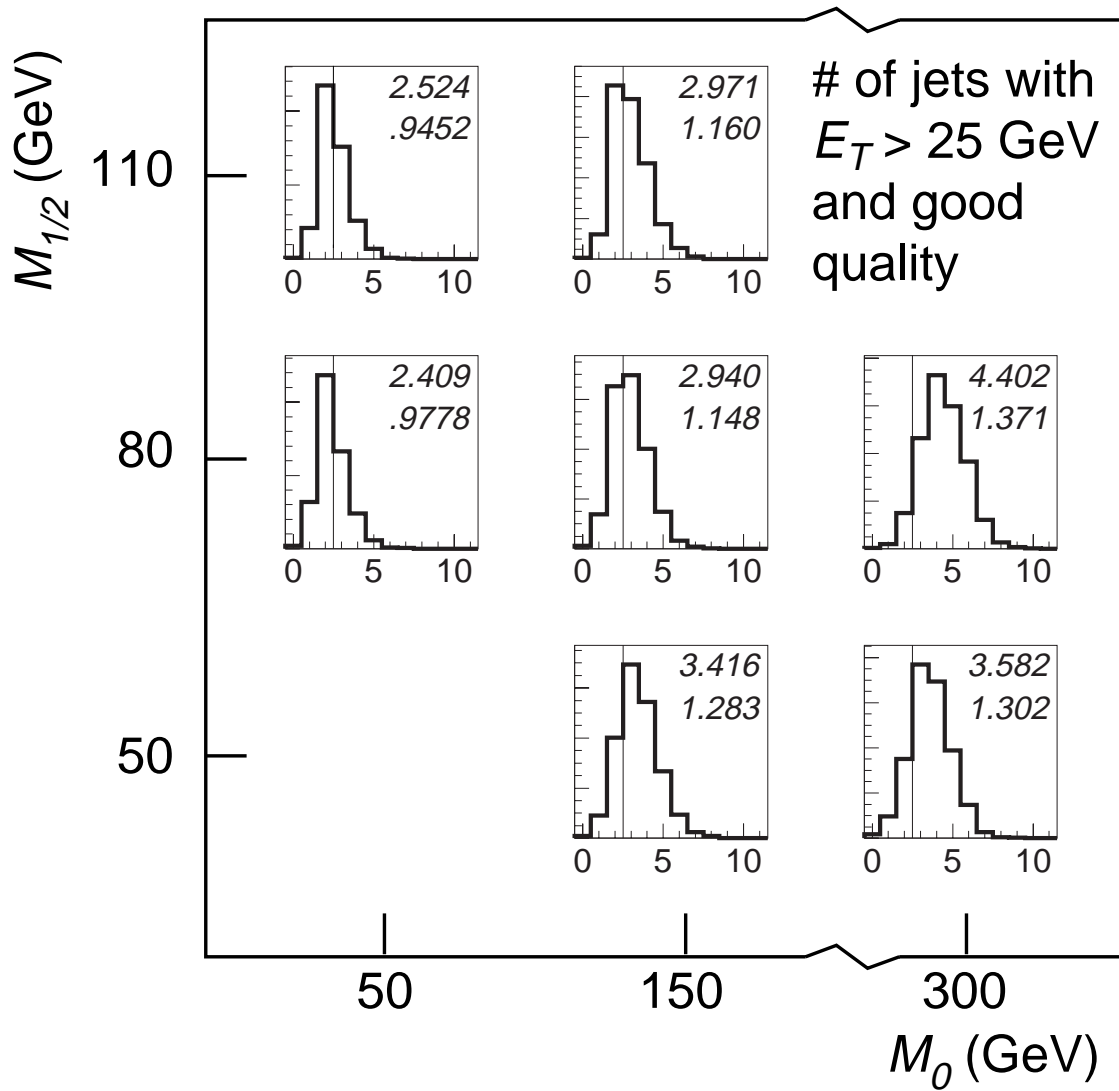 M1/2 (GeV)
110
80
50
2.524
.9452
0 5 10
2.971
1.160
0 5 10
# of jets with
ET > 25 GeV
and good
quality
2.409
.9778
0 5 10
2.940
1.148
0 5 10
4.402
1.371
0 5 10
3.416
1.283
0 5 10
3.582
1.302
0 5 10
50 150 300
M0 (GeV)